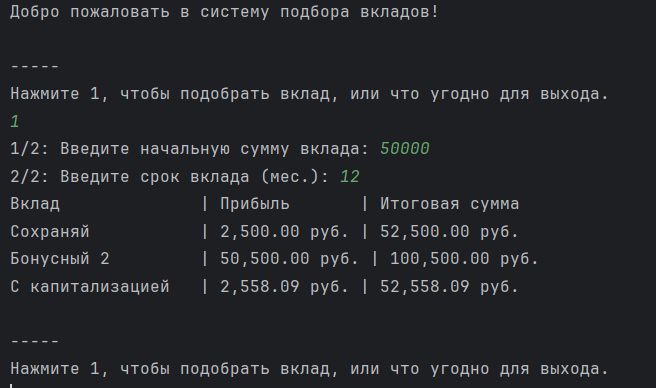 Добро пожаловать в систему подбора вкладов!
-----
Нажмите 1, чтобы подобрать вклад, или что угодно для выхода.
1
1/2: Введите начальную сумму вклада: 50000
2/2: Введите срок вклада (мес.): 12
Вклад | Прибыль | Итоговая сумма
Сохраняй | 2,500.00 руб. | 52,500.00 руб.
Бонусный 2 | 50,500.00 руб. | 100,500.00 руб.
С капитализацией | 2,558.09 руб. | 52,558.09 руб.
-----
Нажмите 1, чтобы подобрать вклад, или что угодно для выхода.